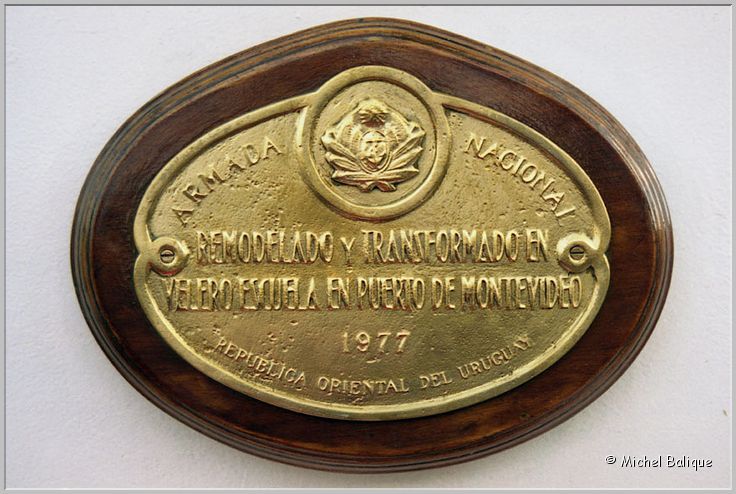 ARMADA NACIONAL
REMODELADO Y TRANSFORMADO EN
VELERO ESCUELA EN PUERTO DE MONTEVIDEO
1977
REPUBLICA ORIENTAL DEL URUGUAY
© Michel Balique